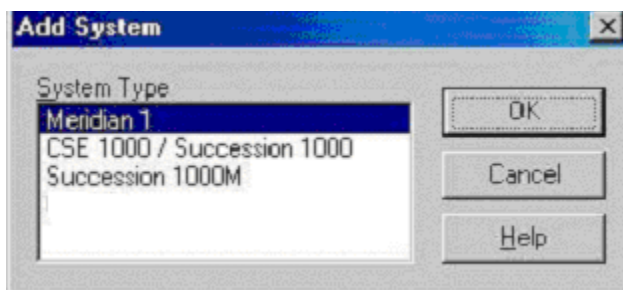 Add System
System Type
Meridian 1
CSE 1000 / Succession 1000
Succession 1000M
OK
Cancel
Help